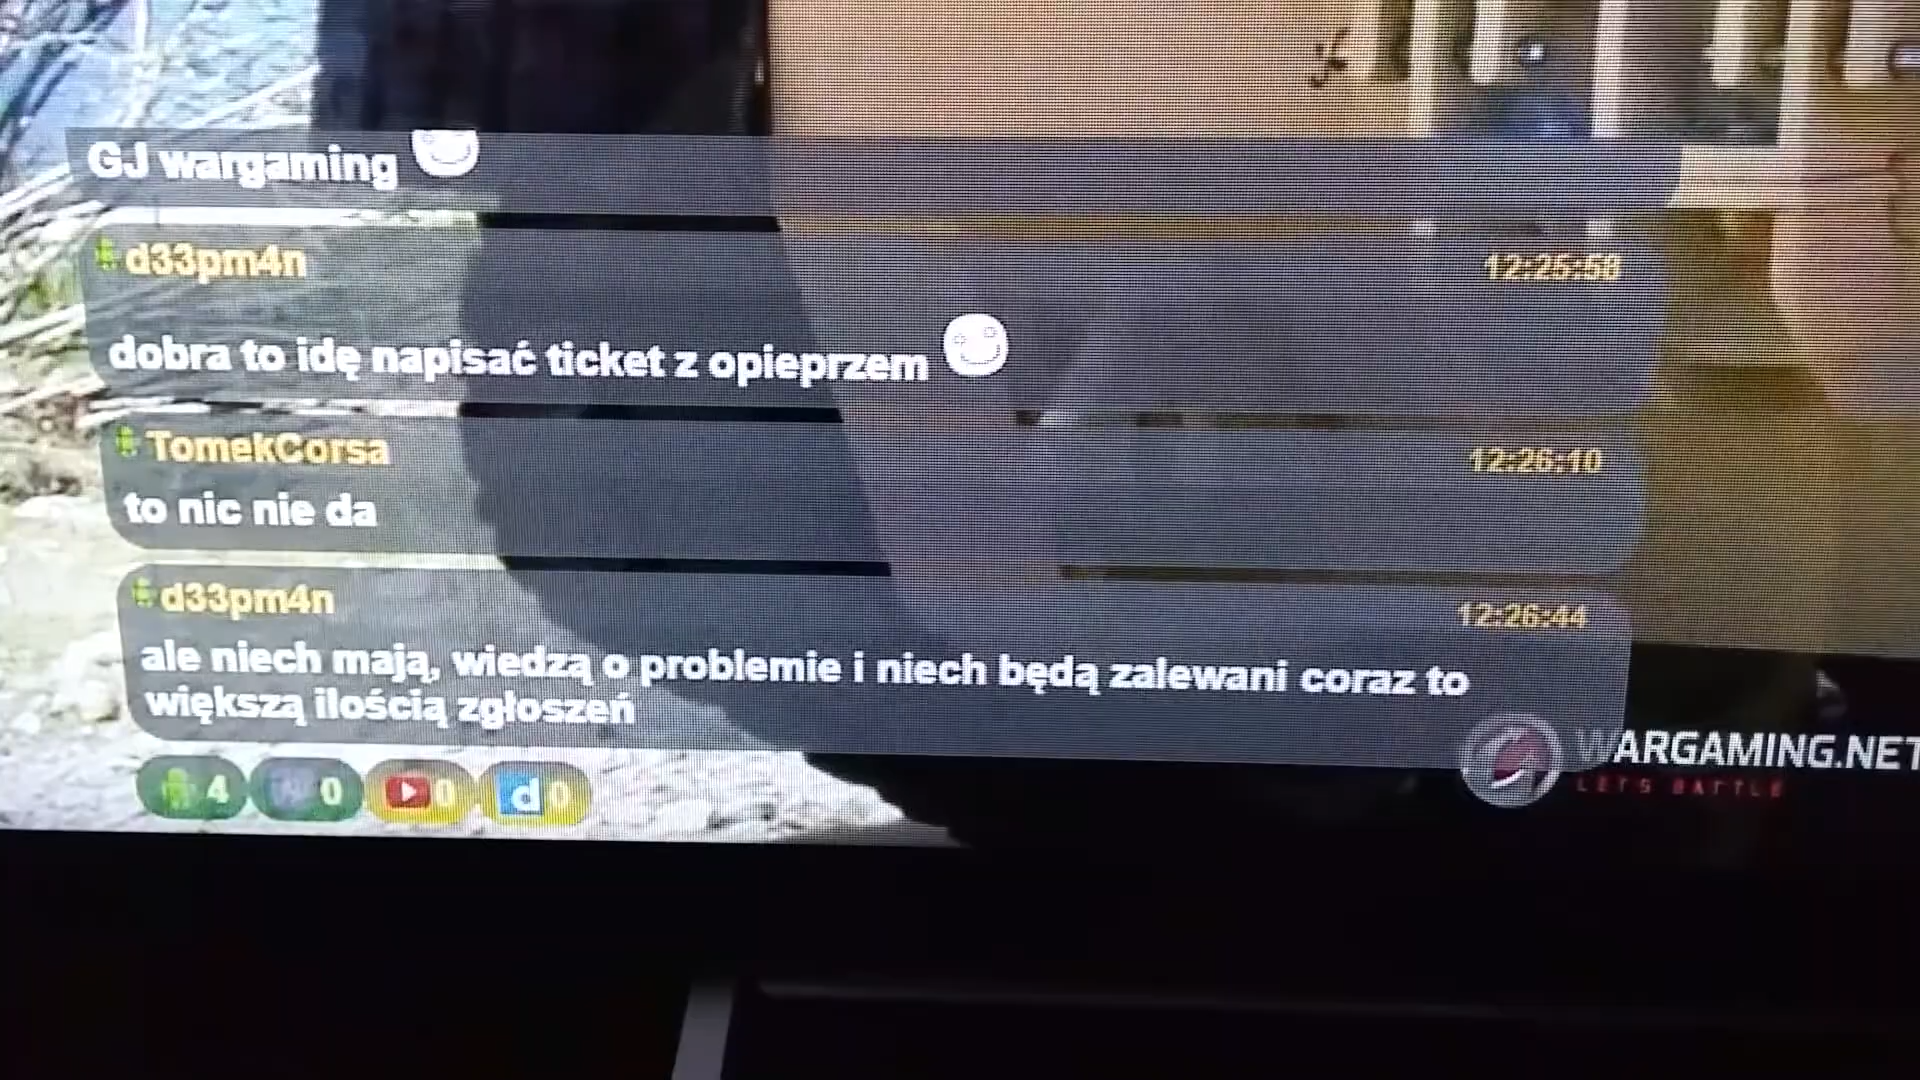 GJ wargaming
d33pm4n 12:25:58
dobra to idę napisać ticket z opieprzem
TomekCorsa 12:26:10
to nic nie da
d33pm4n 12:26:44
ale niech mają, wiedzą o problemie i niech będą zalewani coraz to
większą ilością zgłoszeń
4 0 0 d 0
WARGAMING.NET
LET'S BATTLE